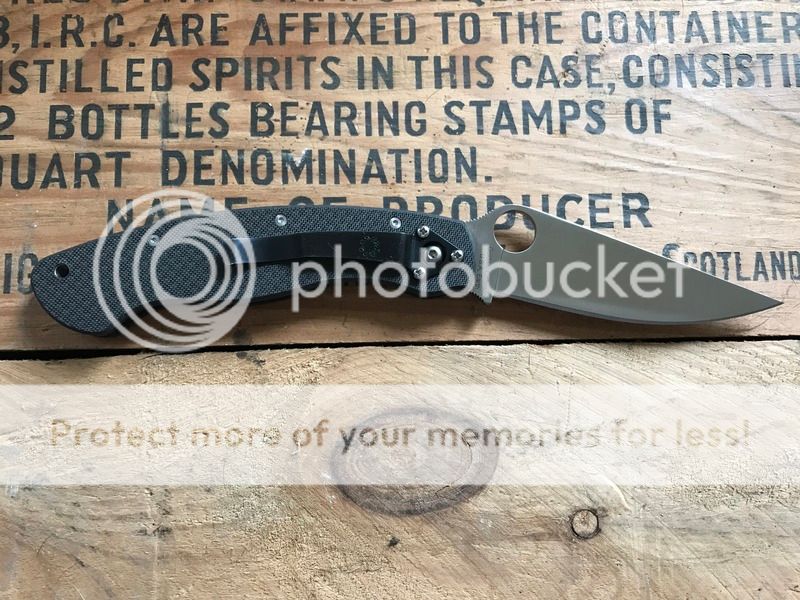 I.R.C. ARE AFFIXED TO THE CONTAINER
ISTILLED SPIRITS IN THIS CASE, CONSISTI
2 BOTTLES BEARING STAMPS OF
QUART DENOMINATION.
NAME OF PRODUCER
SCOTLAND
photobucket
Protect more of your memories for less!